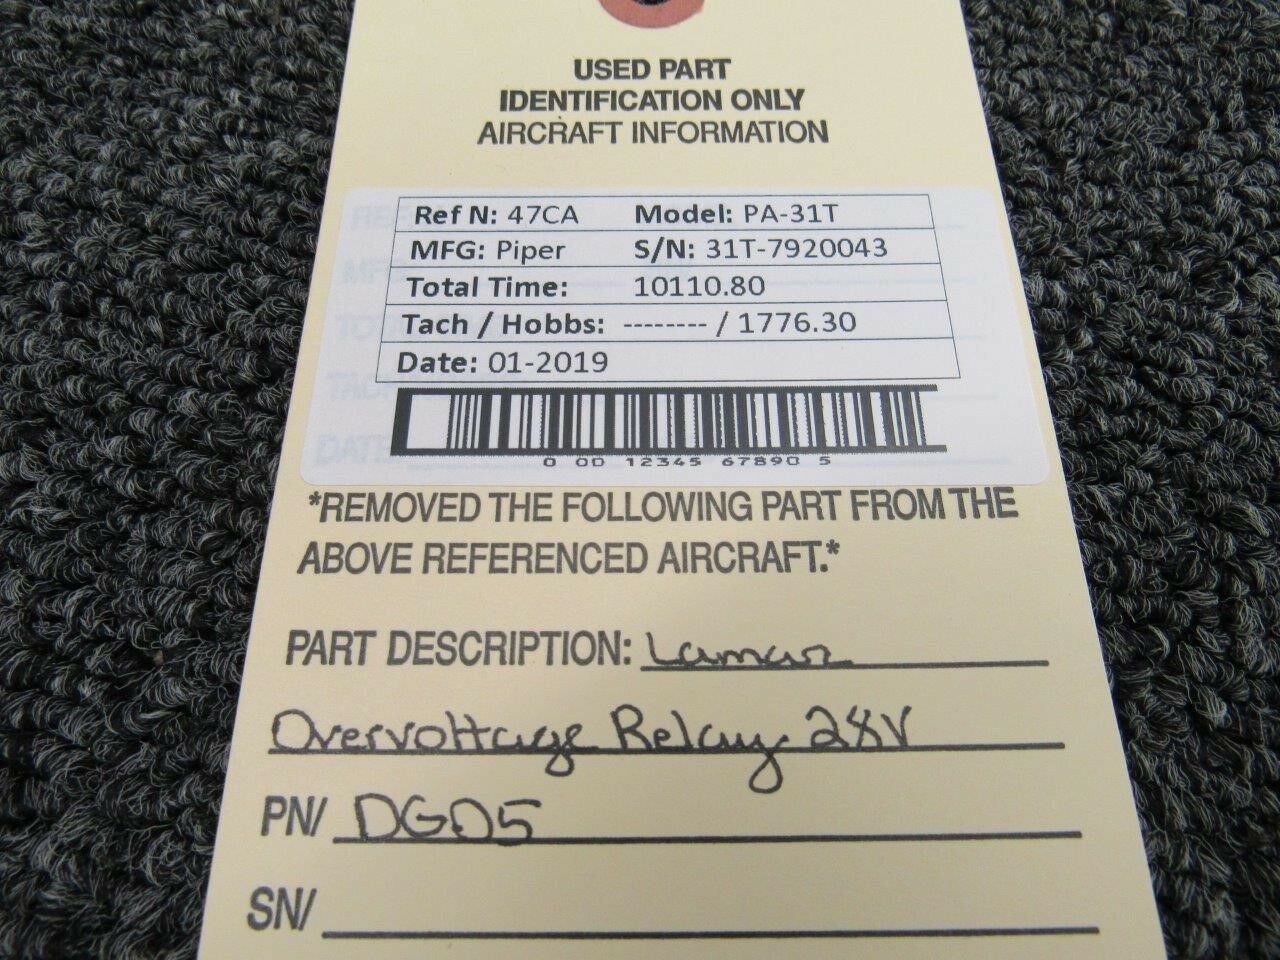 USED PART
IDENTIFICATION ONLY
AIRCRAFT INFORMATION
Ref N: 47CA Model: PA-31T
MFG: Piper S/N: 31T-7920043
Total Time: 10110.80
Tach / Hobbs: -------- / 1776.30
Date: 01-2019
0 00 12345 67890 5
*REMOVED THE FOLLOWING PART FROM THE
ABOVE REFERENCED AIRCRAFT.*
PART DESCRIPTION: Lamar
Overvoltage Relay 28V
PN/ DG05
SN/